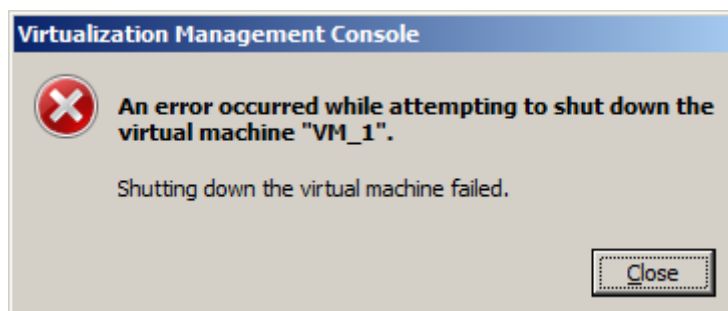 Virtualization Management Console
An error occurred while attempting to shut down the
virtual machine "VM_1".
Shutting down the virtual machine failed.
Close